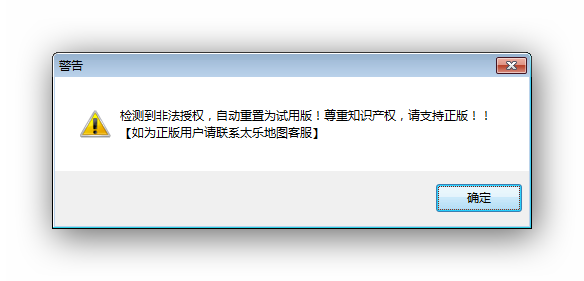 警告
检测到非法授权，自动重置为试用版！尊重知识产权，请支持正版！！
【如为正版用户请联系太乐地图客服】
确定